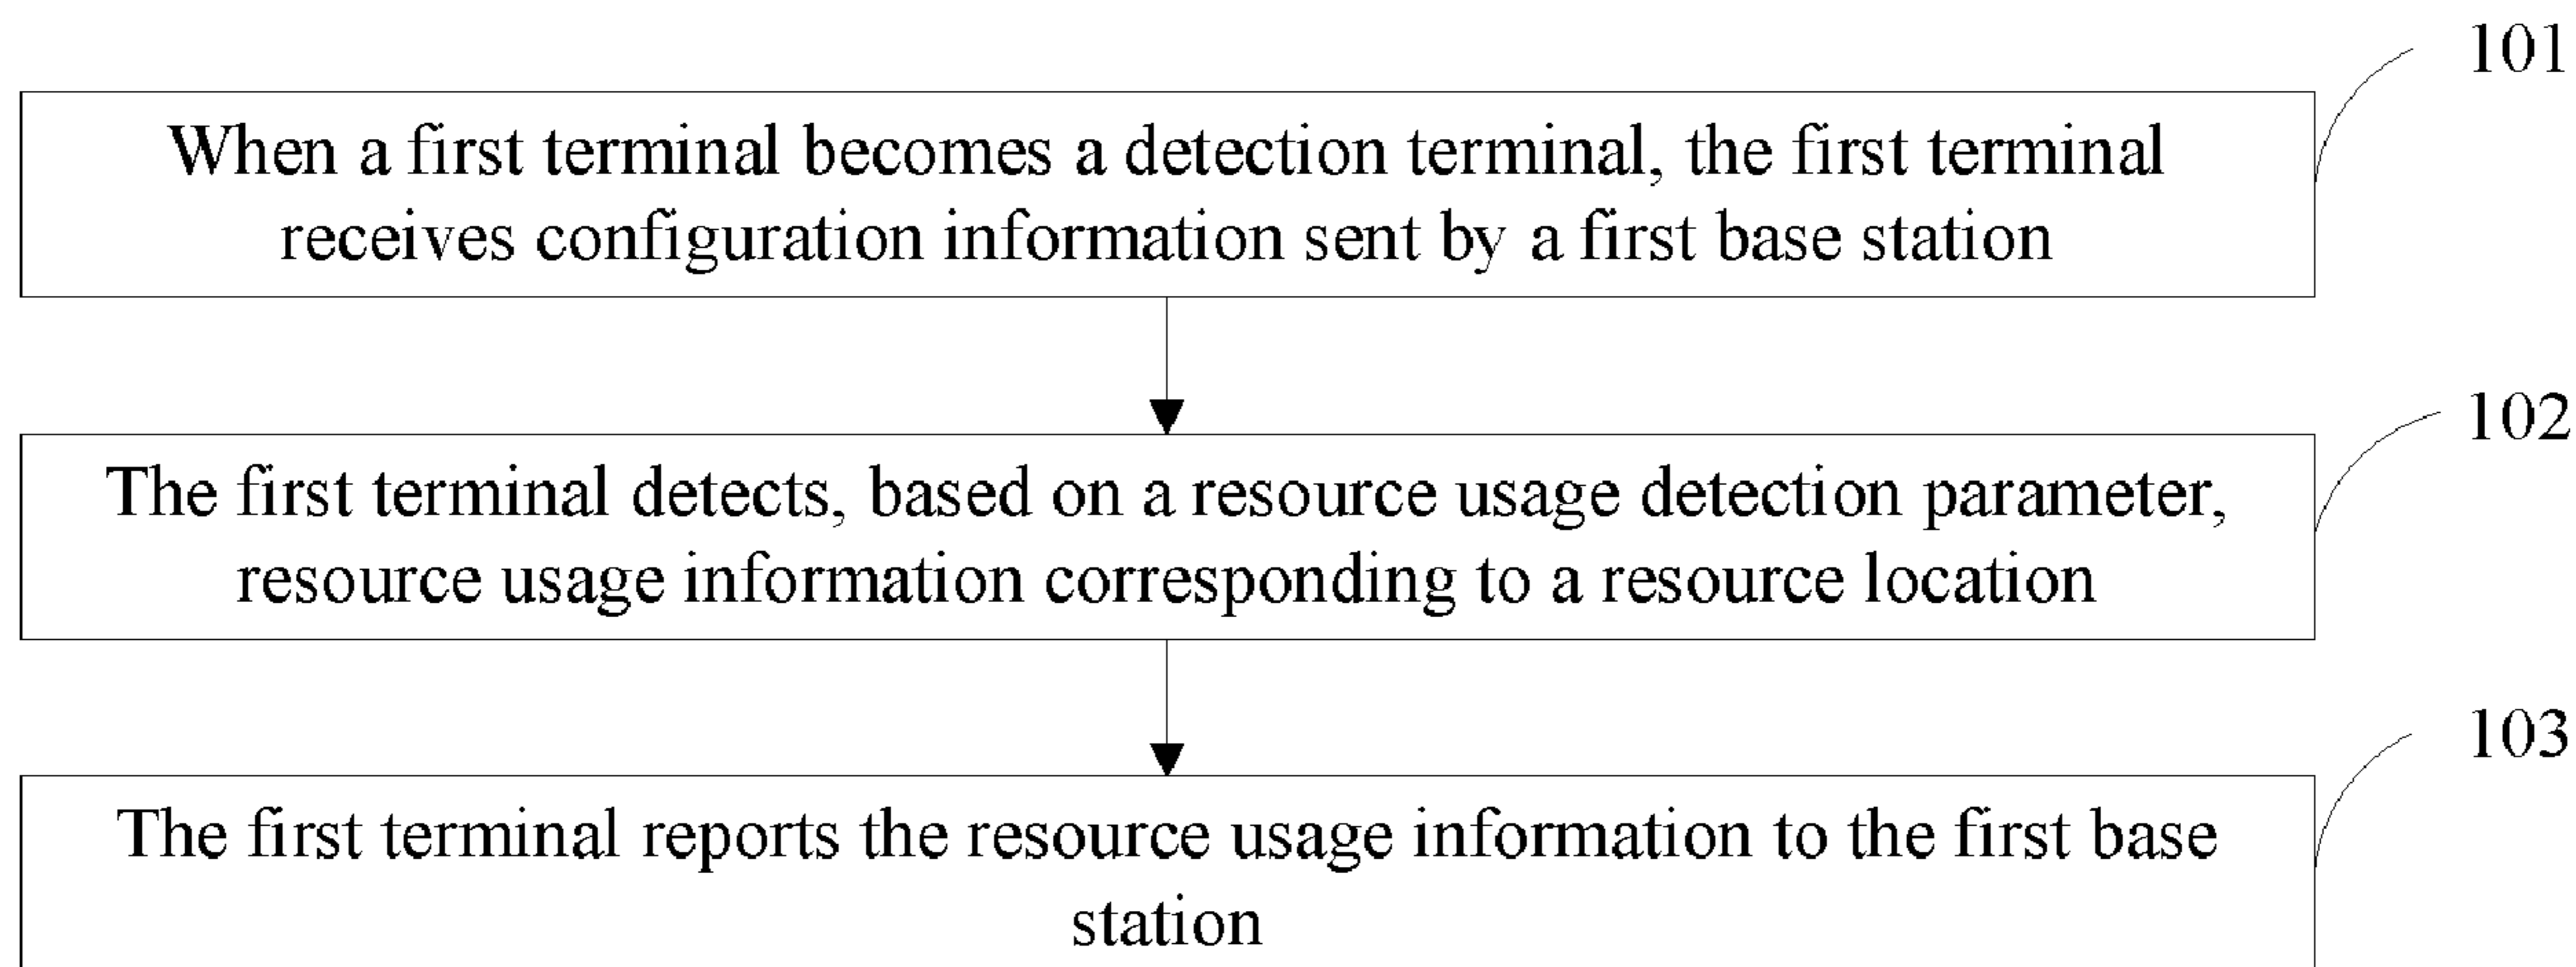 101
When a first terminal becomes a detection terminal, the first terminal
receives configuration information sent by a first base station
102
The first terminal detects, based on a resource usage detection parameter,
resource usage information corresponding to a resource location
103
The first terminal reports the resource usage information to the first base
station